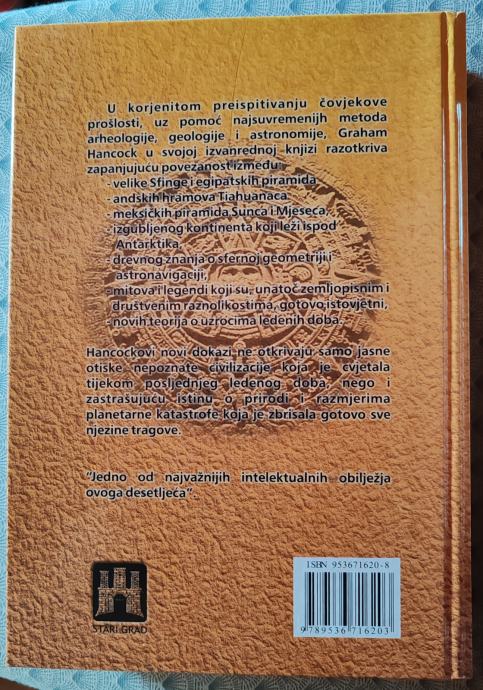 U korjenitom preispitivanju čovjekove
prošlosti, uz pomoć najsuvremenijih metoda
arheologije, geologije i astronomije, Graham
Hancock u svojoj izvanrednoj knjizi razotkriva
zapanjujuću povezanost između:
- velike Sfinge i egipatskih piramida
- andskih hramova Tiahuanaca,
- meksičkih piramida Sunca i Mjeseca,
- izgubljenog kontinenta koji leži ispod
Antarktika,
- drevnog znanja o sfernoj geometriji i
astronavigaciji,
- mitova i legendi koji su, unatoč zemljopisnim i
društvenim raznolikostima, gotovo istovjetni,
- novih teorija o uzrocima ledenih doba.
Hancockovi novi dokazi ne otkrivaju samo jasne
otiske nepoznate civilizacije koja je cvjetala
tijekom posljednjeg ledenog doba, nego i
zastrašujuću istinu o prirodi i razmjerima
planetarne katastrofe koja je zbrisala gotovo sve
njezine tragove.
"Jedno od najvažnijih intelektualnih obilježja
ovoga desetljeća".
STARI GRAD
ISBN 953671620-8
9 789536 716203